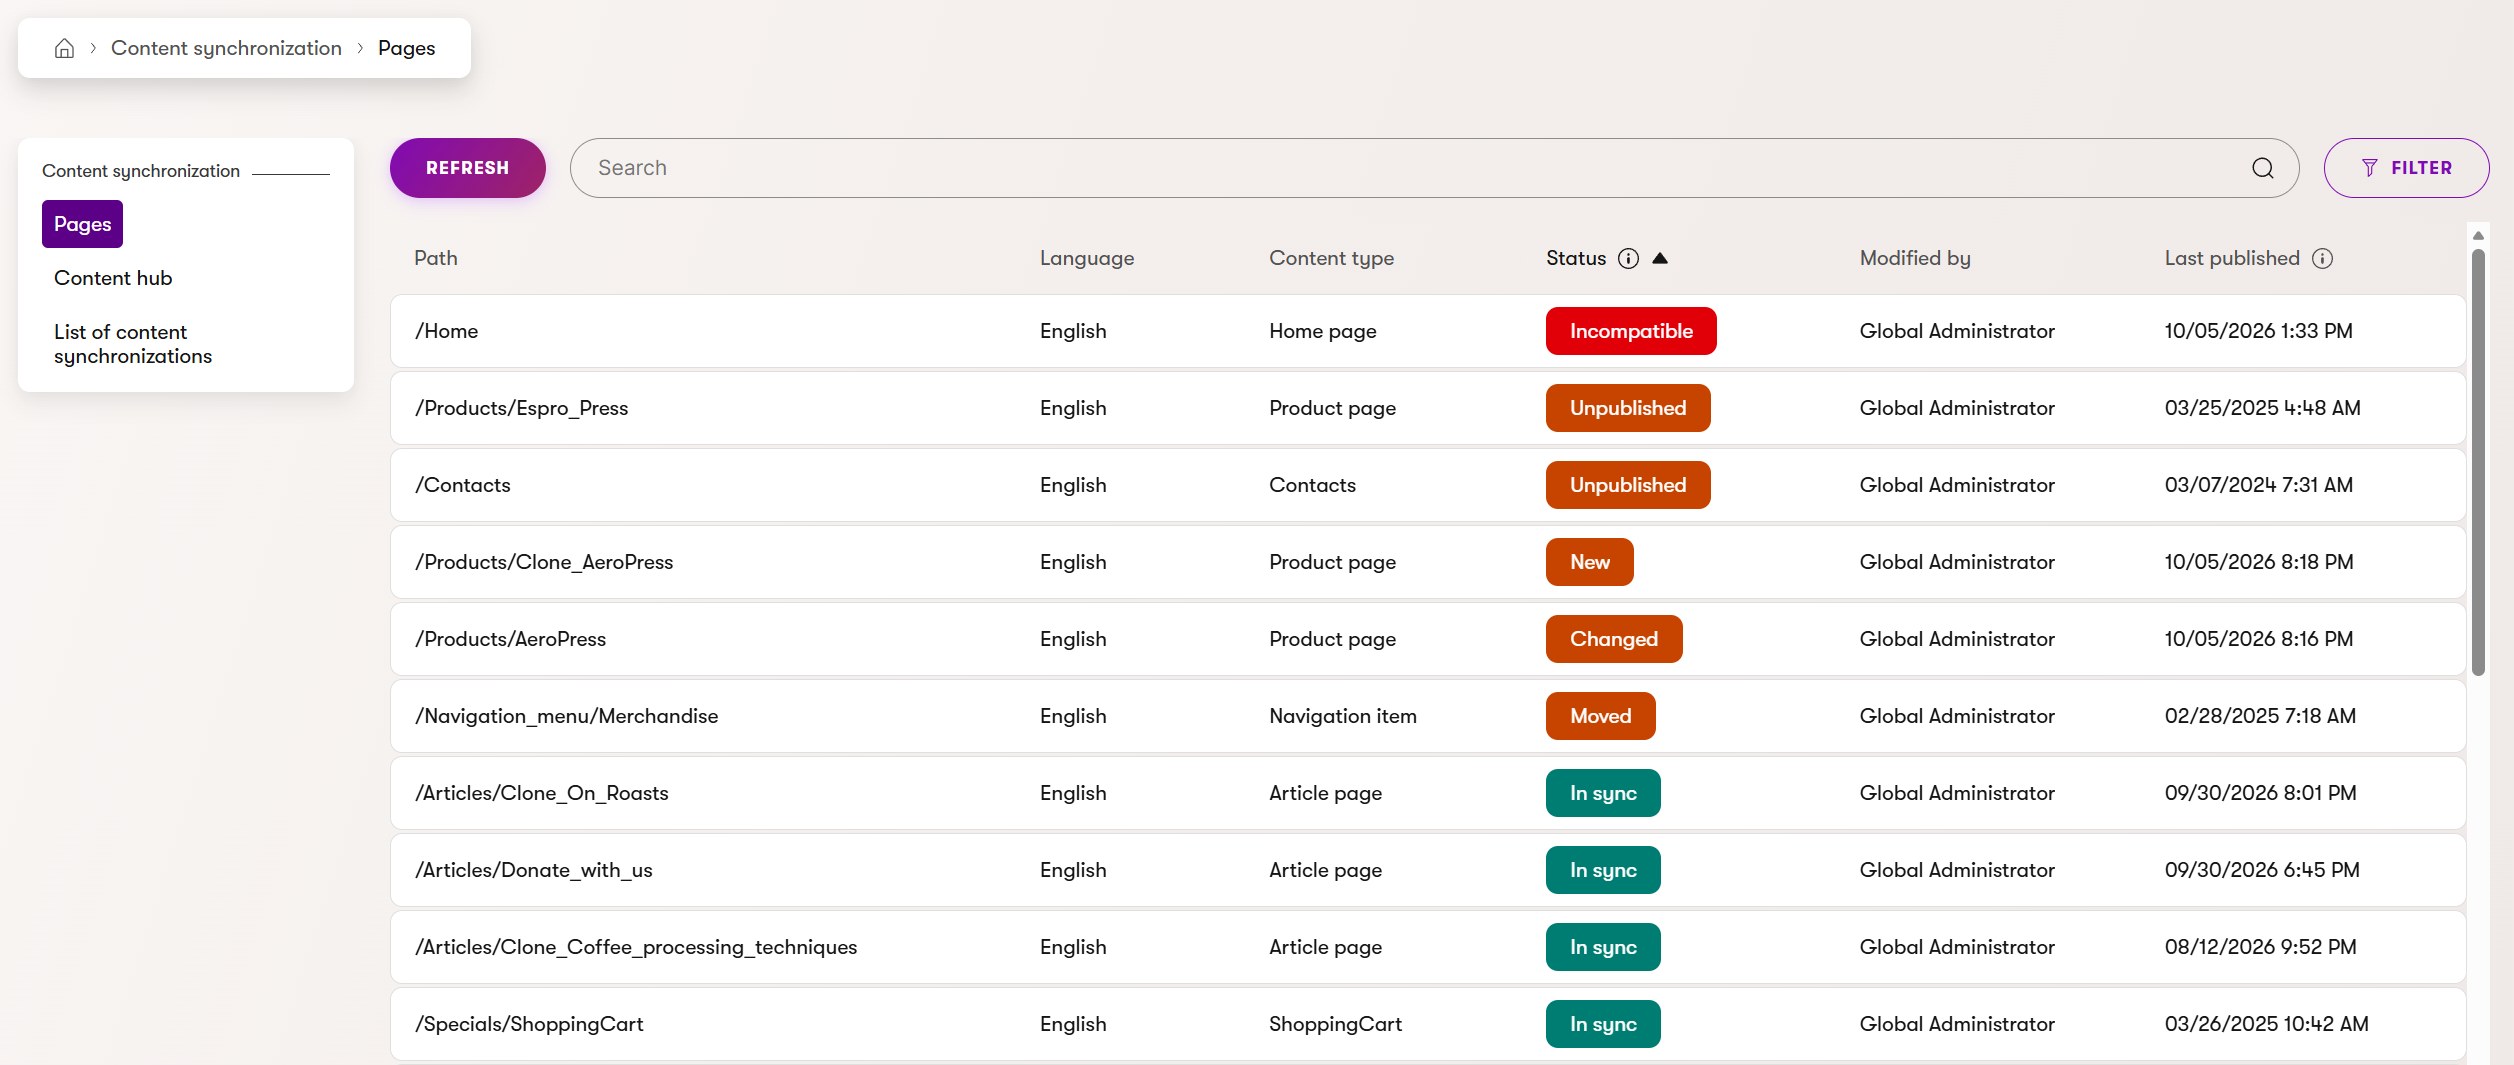 Content synchronization Pages
Content synchronization
Pages
Content hub
List of content
synchronizations
REFRESH Search FILTER
Path Language Content type Status Modified by Last published
/Home English Home page Incompatible Global Administrator 10/05/2026 1:33 PM
/Products/Espro_Press English Product page Unpublished Global Administrator 03/25/2025 4:48 AM
/Contacts English Contacts Unpublished Global Administrator 03/07/2024 7:31 AM
/Products/Clone_AeroPress English Product page New Global Administrator 10/05/2026 8:18 PM
/Products/AeroPress English Product page Changed Global Administrator 10/05/2026 8:16 PM
/Navigation_menu/Merchandise English Navigation item Moved Global Administrator 02/28/2025 7:18 AM
/Articles/Clone_On_Roasts English Article page In sync Global Administrator 09/30/2026 8:01 PM
/Articles/Donate_with_us English Article page In sync Global Administrator 09/30/2026 6:45 PM
/Articles/Clone_Coffee_processing_techniques English Article page In sync Global Administrator 08/12/2026 9:52 PM
/Specials/ShoppingCart English ShoppingCart In sync Global Administrator 03/26/2025 10:42 AM